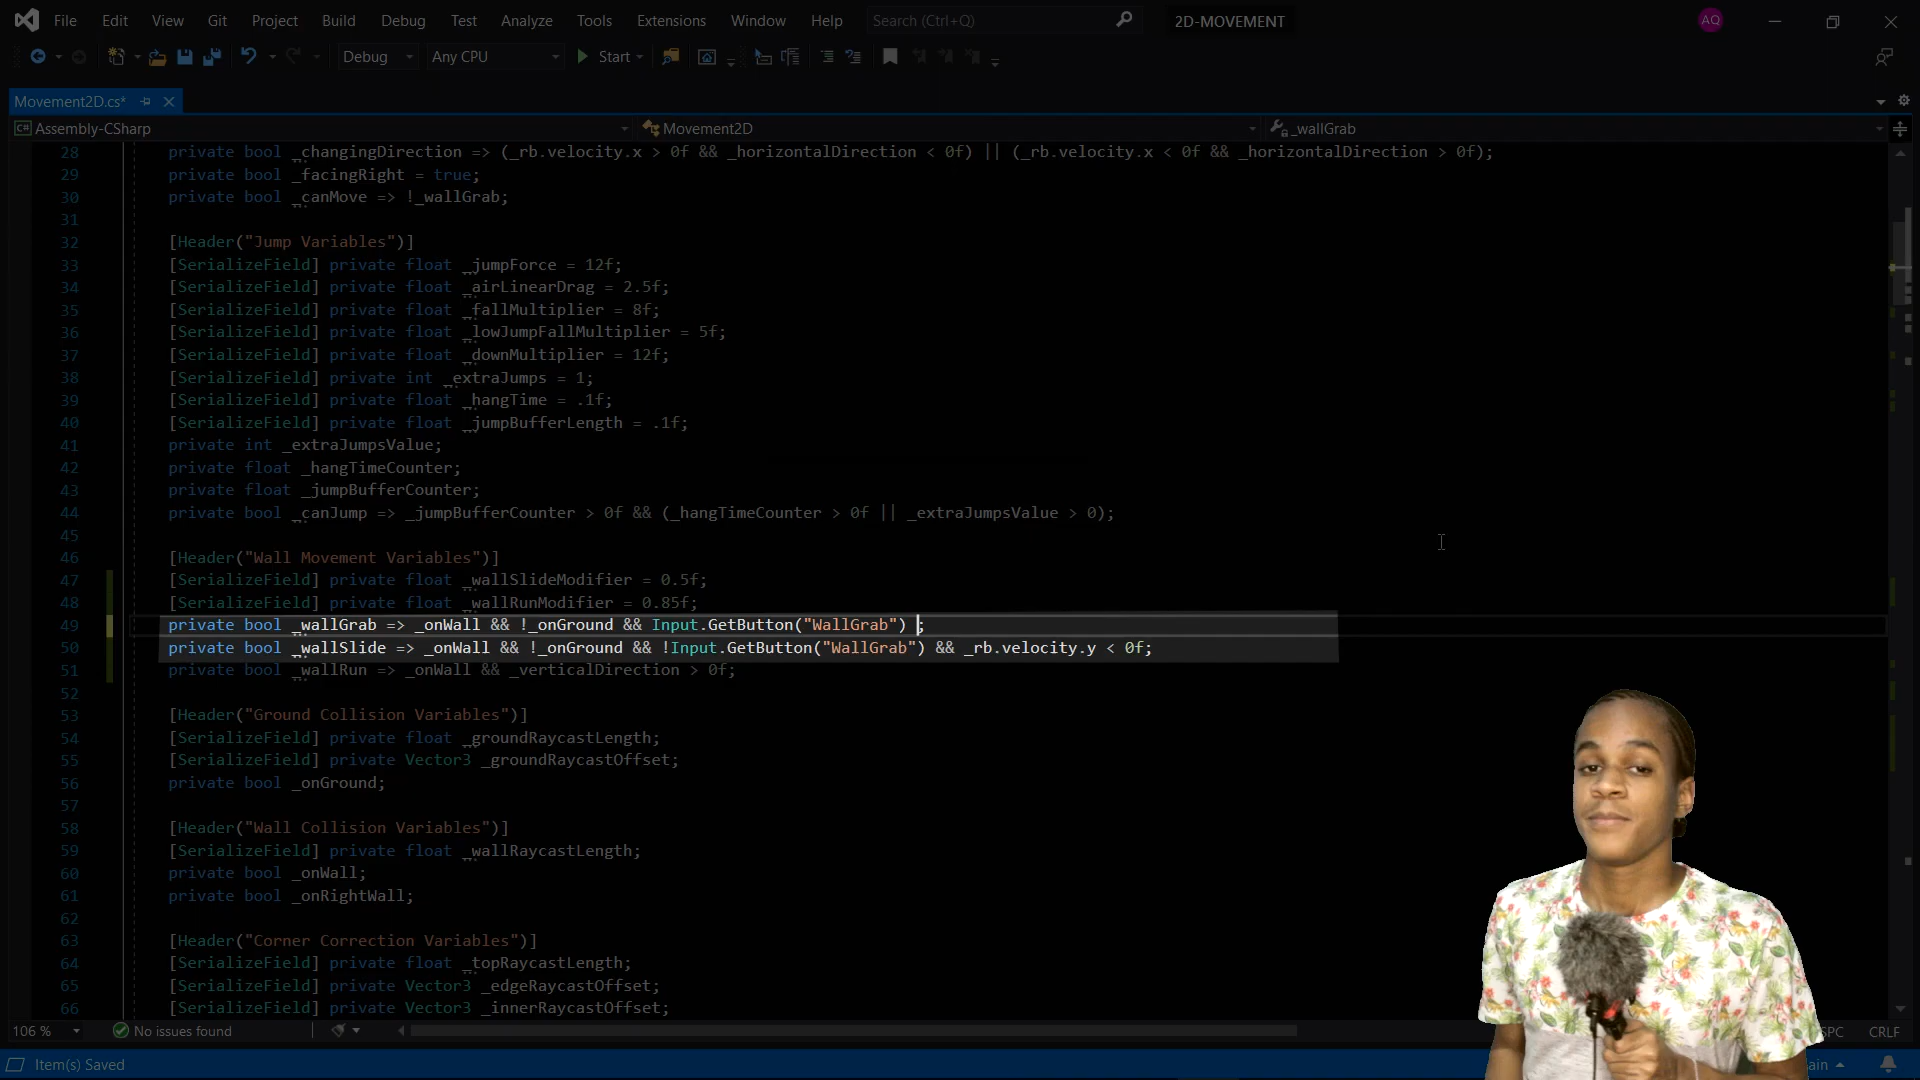 File Edit View Git Project Build Debug Test Analyze Tools Extensions Window Help Search (Ctrl+Q) 2D-MOVEMENT AQ
Debug Any CPU Start
Movement2D.cs*
C# Assembly-CSharp Movement2D _wallGrab
28 private bool _changingDirection => (_rb.velocity.x > 0f && _horizontalDirection < 0f) || (_rb.velocity.x < 0f && _horizontalDirection > 0f);
29 private bool _facingRight = true;
30 private bool _canMove => !_wallGrab;
31
32 [Header("Jump Variables")]
33 [SerializeField] private float _jumpForce = 12f;
34 [SerializeField] private float _airLinearDrag = 2.5f;
35 [SerializeField] private float _fallMultiplier = 8f;
36 [SerializeField] private float _lowJumpFallMultiplier = 5f;
37 [SerializeField] private float _downMultiplier = 12f;
38 [SerializeField] private int _extraJumps = 1;
39 [SerializeField] private float _hangTime = .1f;
40 [SerializeField] private float _jumpBufferLength = .1f;
41 private int _extraJumpsValue;
42 private float _hangTimeCounter;
43 private float _jumpBufferCounter;
44 private bool _canJump => _jumpBufferCounter > 0f && (_hangTimeCounter > 0f || _extraJumpsValue > 0);
45
46 [Header("Wall Movement Variables")]
47 [SerializeField] private float _wallSlideModifier = 0.5f;
48 [SerializeField] private float _wallRunModifier = 0.85f;
49 private bool _wallGrab => _onWall && !_onGround && Input.GetButton("WallGrab") ;
50 private bool _wallSlide => _onWall && !_onGround && !Input.GetButton("WallGrab") && _rb.velocity.y < 0f;
51 private bool _wallRun => _onWall && _verticalDirection > 0f;
52
53 [Header("Ground Collision Variables")]
54 [SerializeField] private float _groundRaycastLength;
55 [SerializeField] private Vector3 _groundRaycastOffset;
56 private bool _onGround;
57
58 [Header("Wall Collision Variables")]
59 [SerializeField] private float _wallRaycastLength;
60 private bool _onWall;
61 private bool _onRightWall;
62
63 [Header("Corner Correction Variables")]
64 [SerializeField] private float _topRaycastLength;
65 [SerializeField] private Vector3 _edgeRaycastOffset;
66 [SerializeField] private Vector3 _innerRaycastOffset;
106 % No issues found SPC CRLF
Item(s) Saved